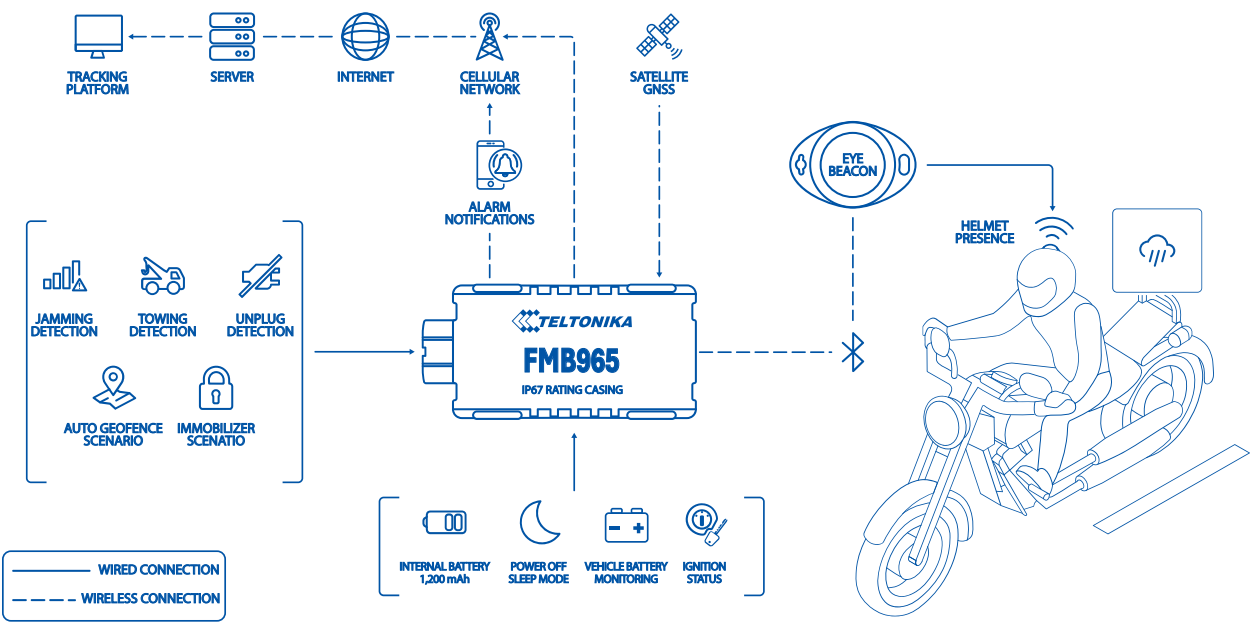 TRACKING
PLATFORM
SERVER
INTERNET
CELLULAR
NETWORK
SATELLITE
GNSS
EYE
BEACON
ALARM
NOTIFICATIONS
HELMET
PRESENCE
JAMMING
DETECTION
TOWING
DETECTION
UNPLUG
DETECTION
TELTONIKA
FMB965
IP67 RATING CASING
AUTO GEOFENCE
SCENARIO
IMMOBILIZER
SCENATIO
INTERNAL BATTERY
1,200 mAh
POWER OFF
SLEEP MODE
VEHICLE BATTERY
MONITORING
IGNITION
STATUS
WIRED CONNECTION
WIRELESS CONNECTION